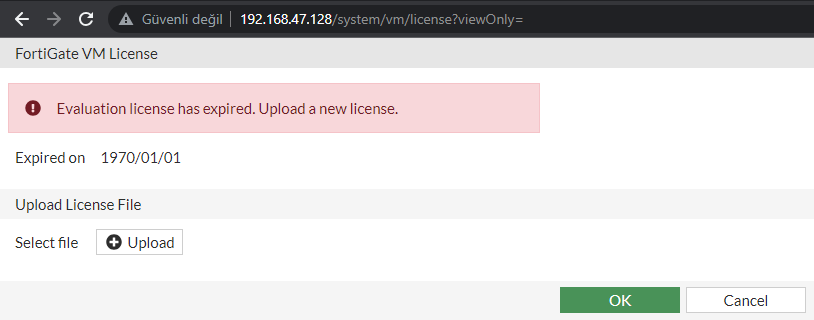 Güvenli değil 192.168.47.128/system/vm/license?viewOnly=
FortiGate VM License
Evaluation license has expired. Upload a new license.
Expired on 1970/01/01
Upload License File
Select file Upload
OK Cancel